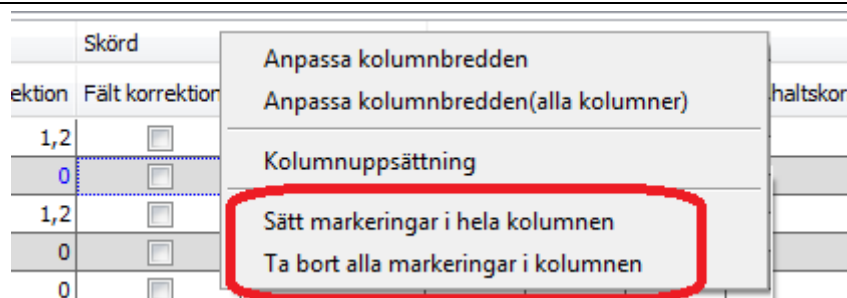 Skörd
ektion Fält korrektion haltskor
Anpassa kolumnbredden
Anpassa kolumnbredden(alla kolumner)
Kolumnuppsättning
Sätt markeringar i hela kolumnen
Ta bort alla markeringar i kolumnen
1,2
0
1,2
0
0